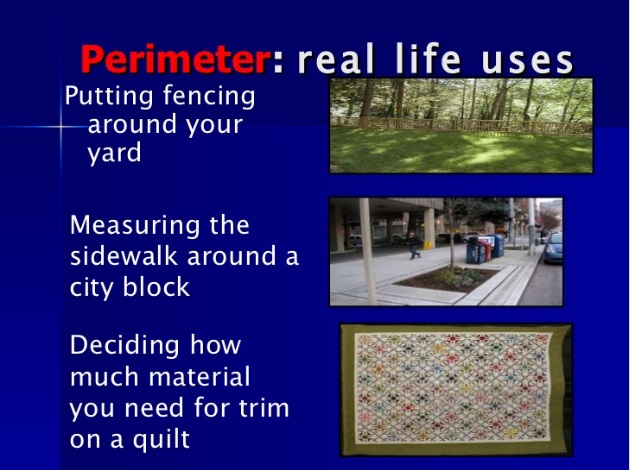 Perimeter: real life uses
Putting fencing
around your
yard
Measuring the
sidewalk around a
city block
Deciding how
much material
you need for trim
on a quilt